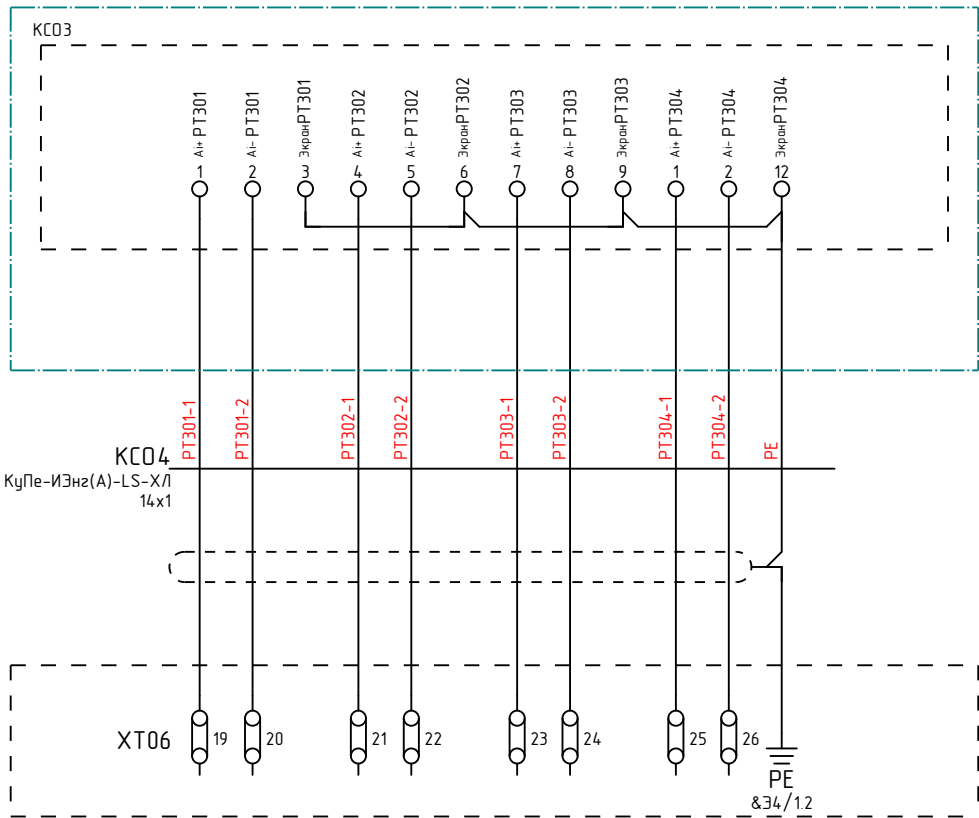 КС03
Ai+ РТ301
Ai- РТ301
ЭкранРТ301
Ai+ РТ302
Ai- РТ302
ЭкранРТ302
Ai+ РТ303
Ai- РТ303
ЭкранРТ303
Ai+ РТ304
Ai- РТ304
ЭкранРТ304
1
2
3
4
5
6
7
8
9
1
2
12
РТ301-1
РТ301-2
РТ302-1
РТ302-2
РТ303-1
РТ303-2
РТ304-1
РТ304-2
PE
КС04
КуПе-ИЭнг(А)-LS-ХЛ
14х1
ХТ06
19
20
21
22
23
24
25
26
PE
&Э4/1.2